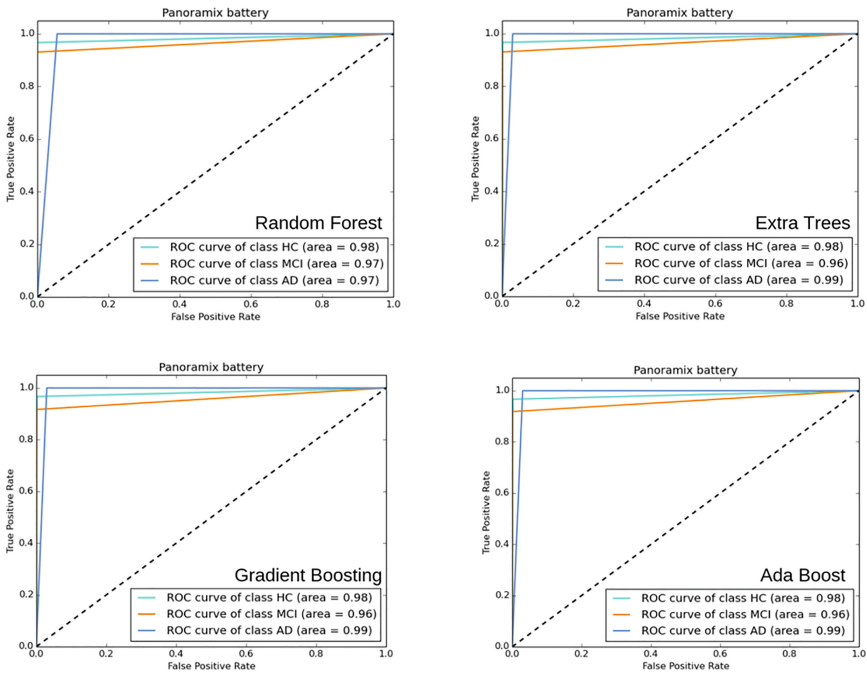 Panoramix battery
1.0
0.8
0.6
0.4
0.2
0.0
True Positive Rate
Random Forest
ROC curve of class HC (area = 0.98)
ROC curve of class MCI (area = 0.97)
ROC curve of class AD (area = 0.97)
0.0 0.2 0.4 0.6 0.8 1.0
False Positive Rate
Panoramix battery
1.0
0.8
0.6
0.4
0.2
0.0
True Positive Rate
Extra Trees
ROC curve of class HC (area = 0.98)
ROC curve of class MCI (area = 0.96)
ROC curve of class AD (area = 0.99)
0.0 0.2 0.4 0.6 0.8 1.0
False Positive Rate
Panoramix battery
1.0
0.8
0.6
0.4
0.2
0.0
True Positive Rate
Gradient Boosting
ROC curve of class HC (area = 0.98)
ROC curve of class MCI (area = 0.96)
ROC curve of class AD (area = 0.99)
0.0 0.2 0.4 0.6 0.8 1.0
False Positive Rate
Panoramix battery
1.0
0.8
0.6
0.4
0.2
0.0
True Positive Rate
Ada Boost
ROC curve of class HC (area = 0.98)
ROC curve of class MCI (area = 0.96)
ROC curve of class AD (area = 0.99)
0.0 0.2 0.4 0.6 0.8 1.0
False Positive Rate